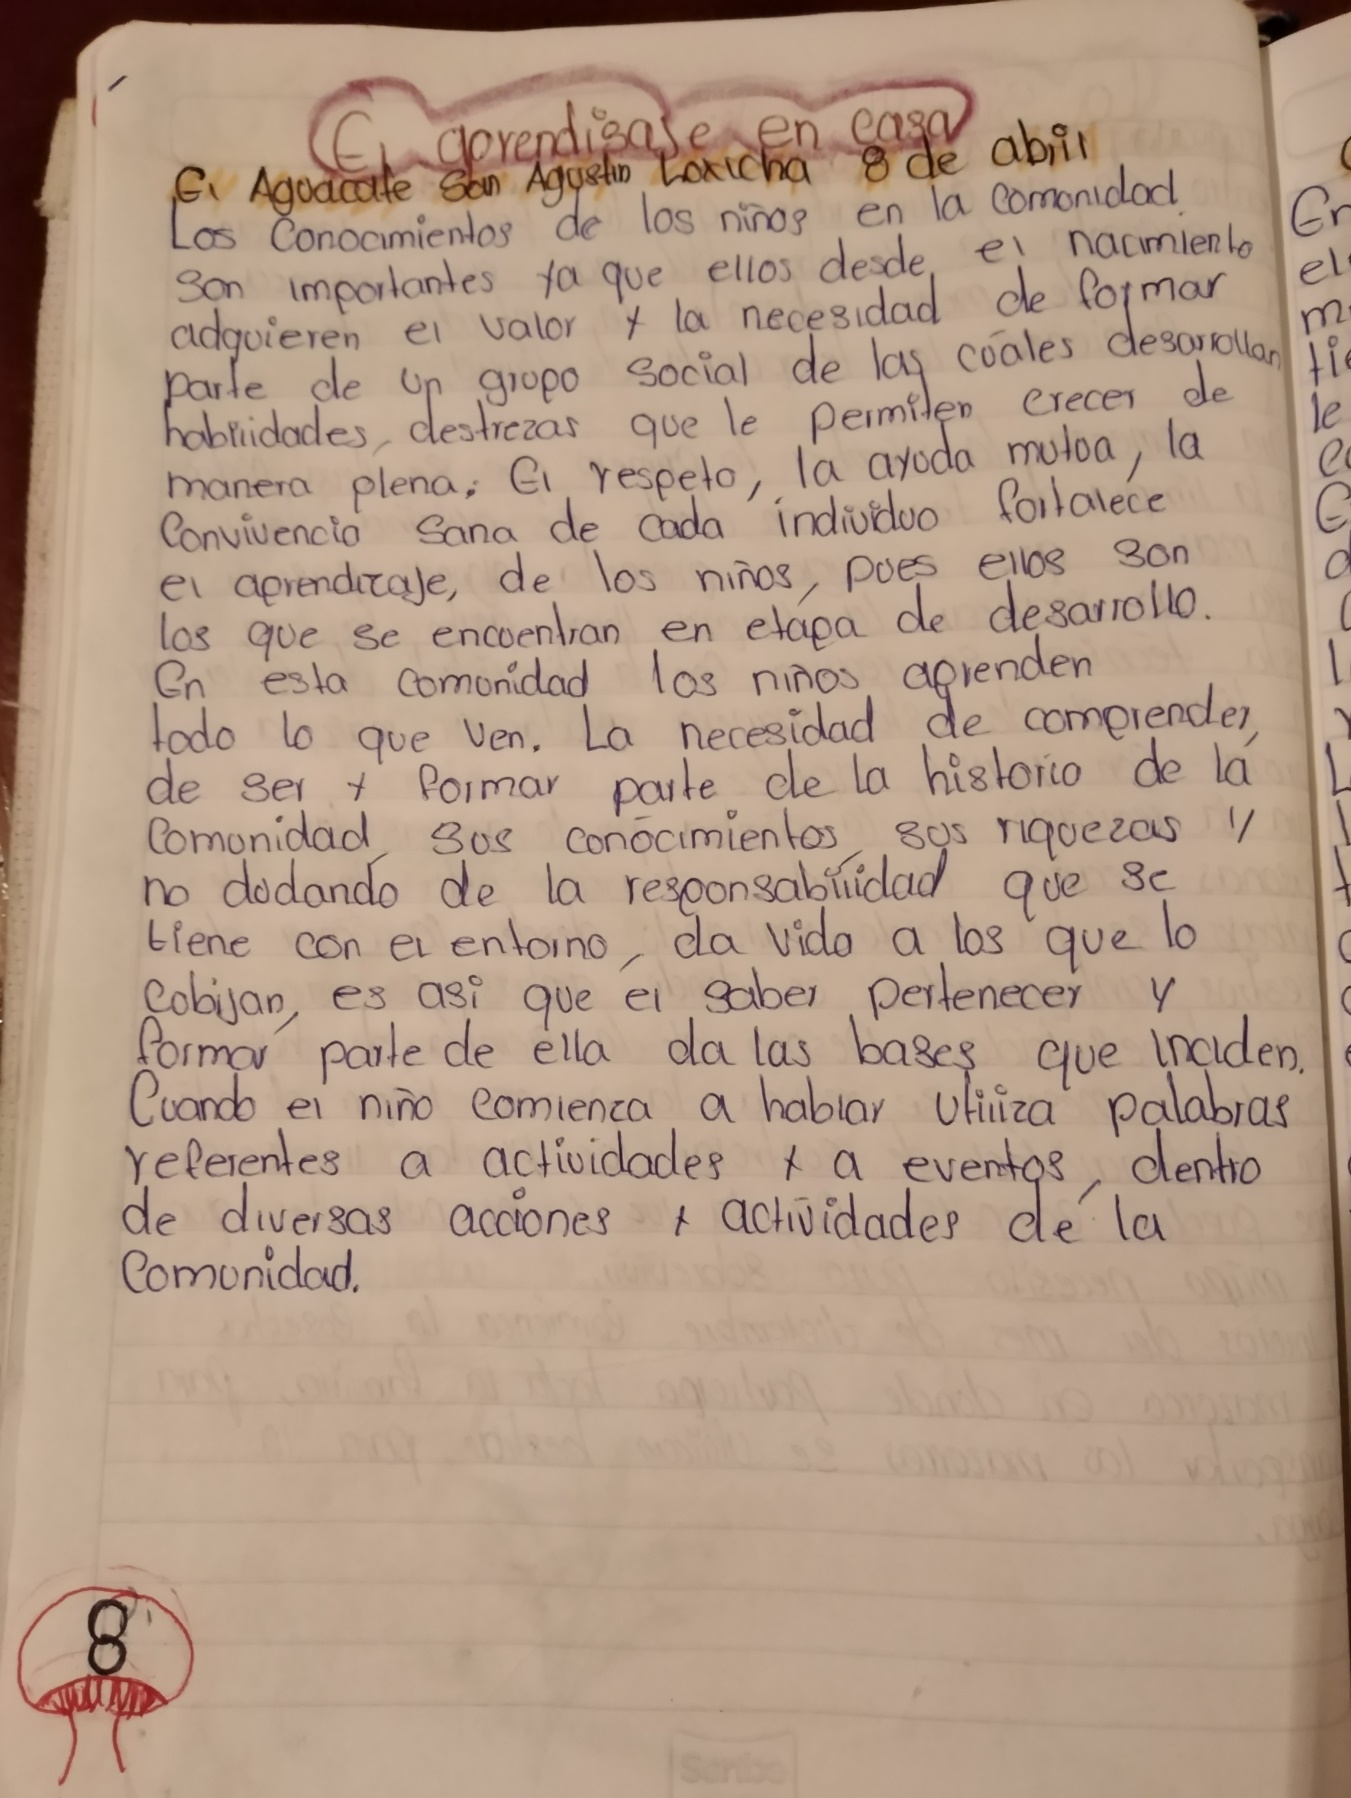 El aprendisaje en casa
El Aguacate San Agustin Loxicha 8 de abril
Los Conocimientos de los niños en la comonidad
son importantes ya que ellos desde el nacimiento
adquieren el valor y la necesidad de formar
parte de un grupo social de las cuales desarrollan
habilidades, destrezas que le permiten crecer de
manera plena. El respeto, la ayuda mutua, la
Convivencia sana de cada individuo fortalece
el aprendizaje, de los niños, pues ellos son
los que se encuentran en etapa de desarrollo.
En esta comunidad los niños aprenden
todo lo que ven. La necesidad de comprender,
de ser y formar parte de la historia de la
Comunidad, sus conocimientos, sus riquezas y
no dudando de la responsabilidad que se
tiene con el entorno, da vida a los que lo
cobijan, es asi que el saber pertenecer y
formar parte de ella da las bases que inciden.
Cuando el niño comienza a hablar utiliza palabras
referentes a actividades y a eventos, dentro
de diversas acciones y actividades de la
Comunidad.
8
Scribe
En
el
le